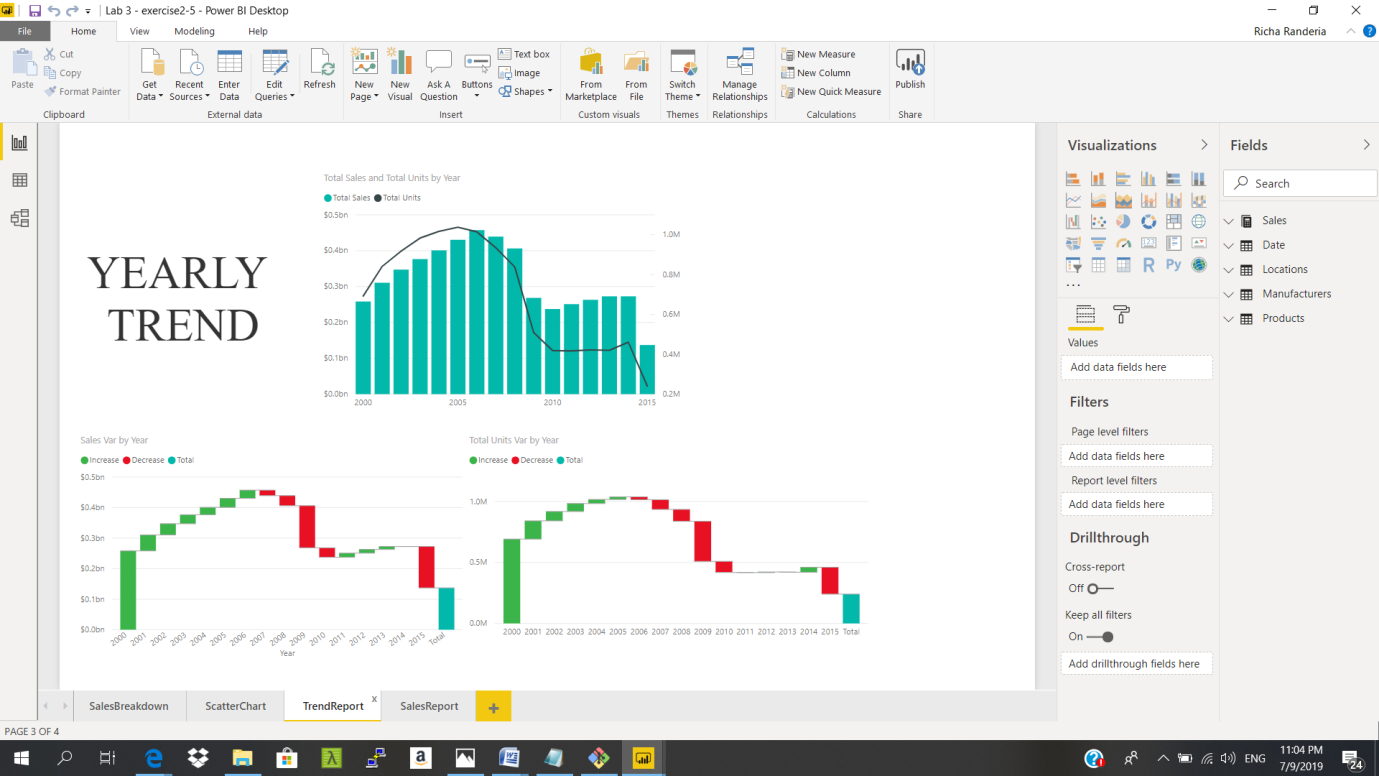 Lab 3 - exercise2-5 - Power BI Desktop
File
Home
View
Modeling
Help
Richa Randeria
Paste
Cut
Copy
Format Painter
Clipboard
Get Data
Recent Sources
Enter Data
Edit Queries
Refresh
External data
New Page
New Visual
Ask A Question
Buttons
Text box
Image
Shapes
Insert
From Marketplace
From File
Custom visuals
Switch Theme
Themes
Manage Relationships
Relationships
New Measure
New Column
New Quick Measure
Calculations
Publish
Share
YEARLY
TREND
Total Sales and Total Units by Year
Total Sales Total Units
$0.5bn
$0.4bn
$0.3bn
$0.2bn
$0.1bn
$0.0bn
1.0M
0.8M
0.6M
0.4M
0.2M
2000 2005 2010 2015
Sales Var by Year
Increase Decrease Total
$0.5bn
$0.4bn
$0.3bn
$0.2bn
$0.1bn
$0.0bn
2000 2001 2002 2003 2004 2005 2006 2007 2008 2009 2010 2011 2012 2013 2014 2015 Total
Year
Total Units Var by Year
Increase Decrease Total
1.0M
0.5M
0.0M
2000 2001 2002 2003 2004 2005 2006 2007 2008 2009 2010 2011 2012 2013 2014 2015 Total
Visualizations
R
Py
123
...
Values
Add data fields here
Filters
Page level filters
Add data fields here
Report level filters
Add data fields here
Drillthrough
Cross-report
Off
Keep all filters
On
Add drillthrough fields here
Fields
Search
Sales
Date
Locations
Manufacturers
Products
SalesBreakdown
ScatterChart
TrendReport
x
SalesReport
+
PAGE 3 OF 4
ENG
11:04 PM
7/9/2019
24